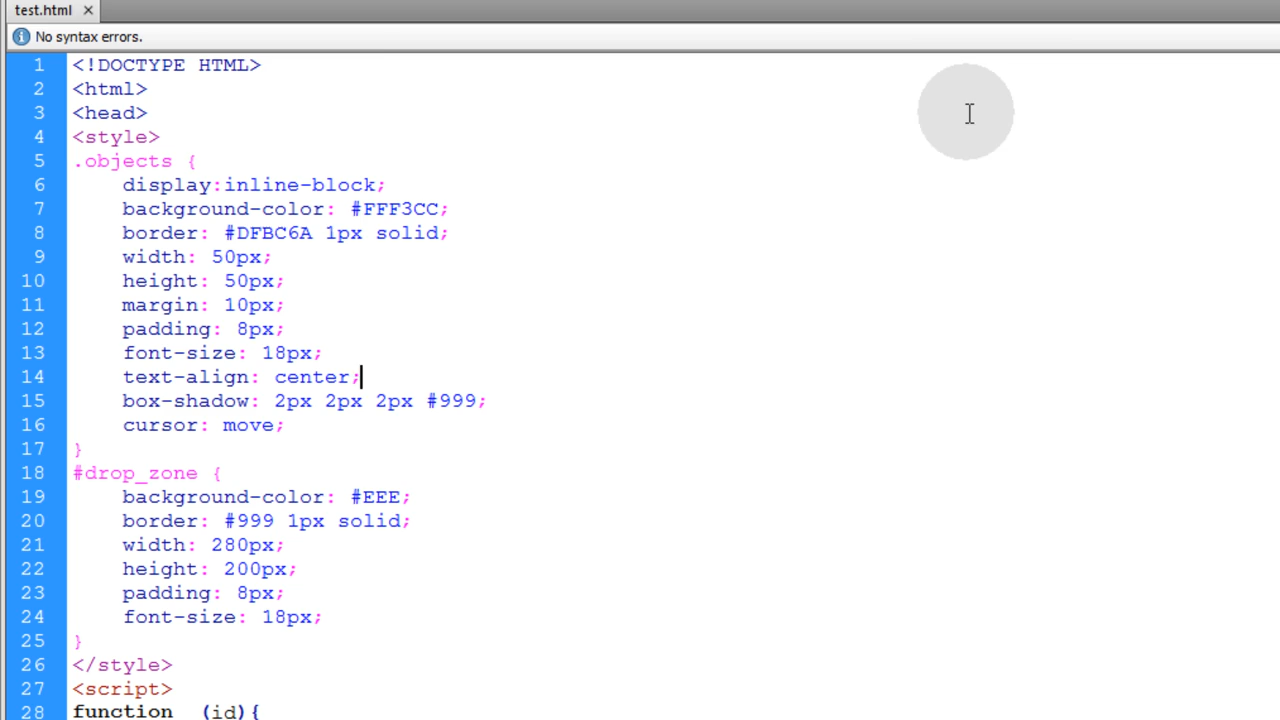 test.html ×
No syntax errors.
1 <!DOCTYPE HTML>
2 <html>
3 <head>
4 <style>
5 .objects {
6 display:inline-block;
7 background-color: #FFF3CC;
8 border: #DFBC6A 1px solid;
9 width: 50px;
10 height: 50px;
11 margin: 10px;
12 padding: 8px;
13 font-size: 18px;
14 text-align: center;
15 box-shadow: 2px 2px 2px #999;
16 cursor: move;
17 }
18 #drop_zone {
19 background-color: #EEE;
20 border: #999 1px solid;
21 width: 280px;
22 height: 200px;
23 padding: 8px;
24 font-size: 18px;
25 }
26 </style>
27 <script>
28 function _(id){